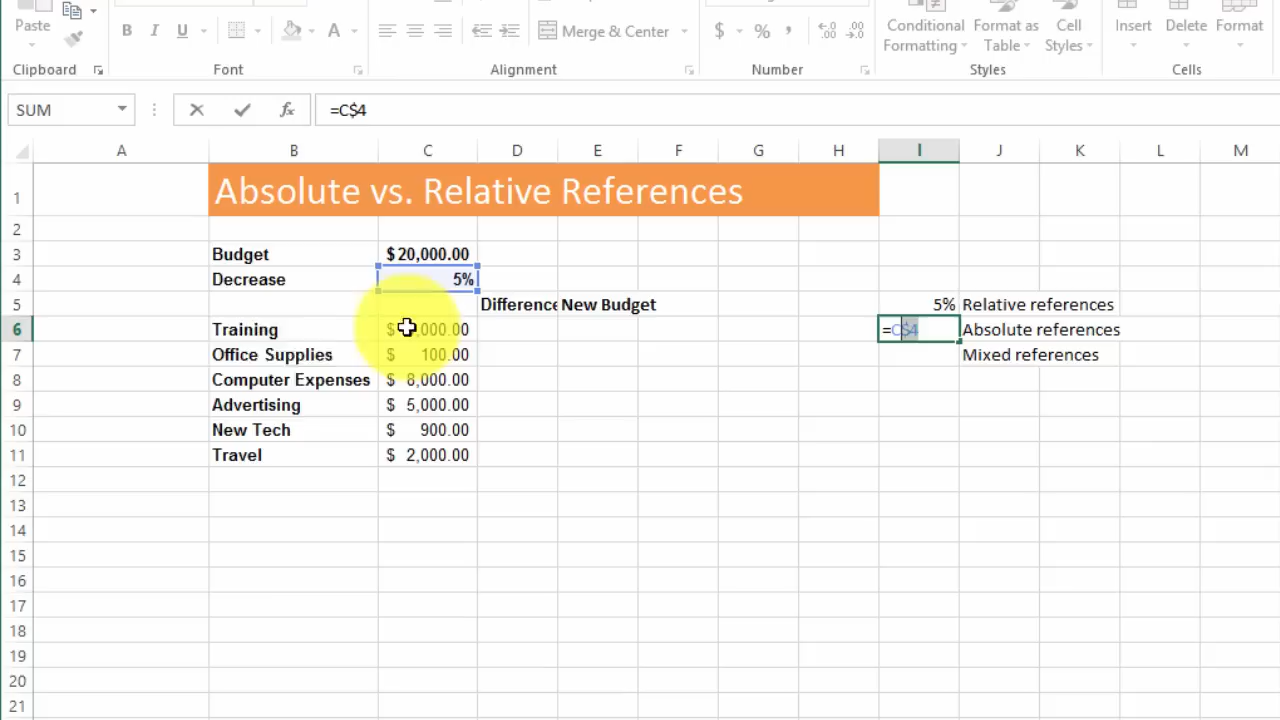 Paste
B I U A
Merge & Center
$ % , .00
Conditional Formatting
Format as Table
Cell Styles
Insert
Delete
Format
Clipboard
Font
Alignment
Number
Styles
Cells
SUM
fx
=C$4
A B C D E F G H I J K L M
1 Absolute vs. Relative References
2
3 Budget $20,000.00
4 Decrease 5%
5 Difference New Budget 5% Relative references
6 Training $ ,000.00 =C$4 Absolute references
7 Office Supplies $ 100.00 Mixed references
8 Computer Expenses $ 8,000.00
9 Advertising $ 5,000.00
10 New Tech $ 900.00
11 Travel $ 2,000.00
12
13
14
15
16
17
18
19
20
21